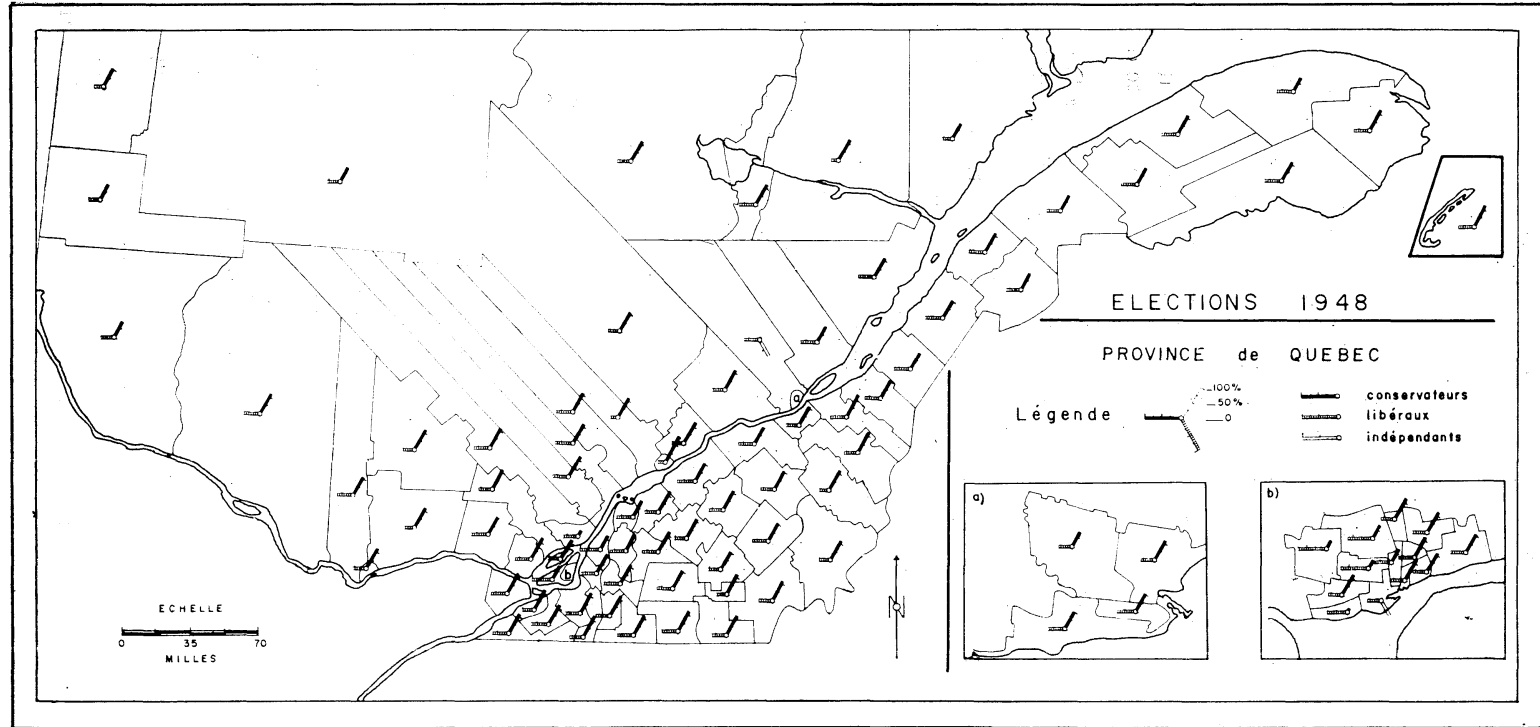 ELECTIONS 1948
PROVINCE de QUEBEC
Légende
100%
50%
0
conservateurs
libéraux
indépendants
a)
b)
a
b
N
ECHELLE
0 35 70
MILLES